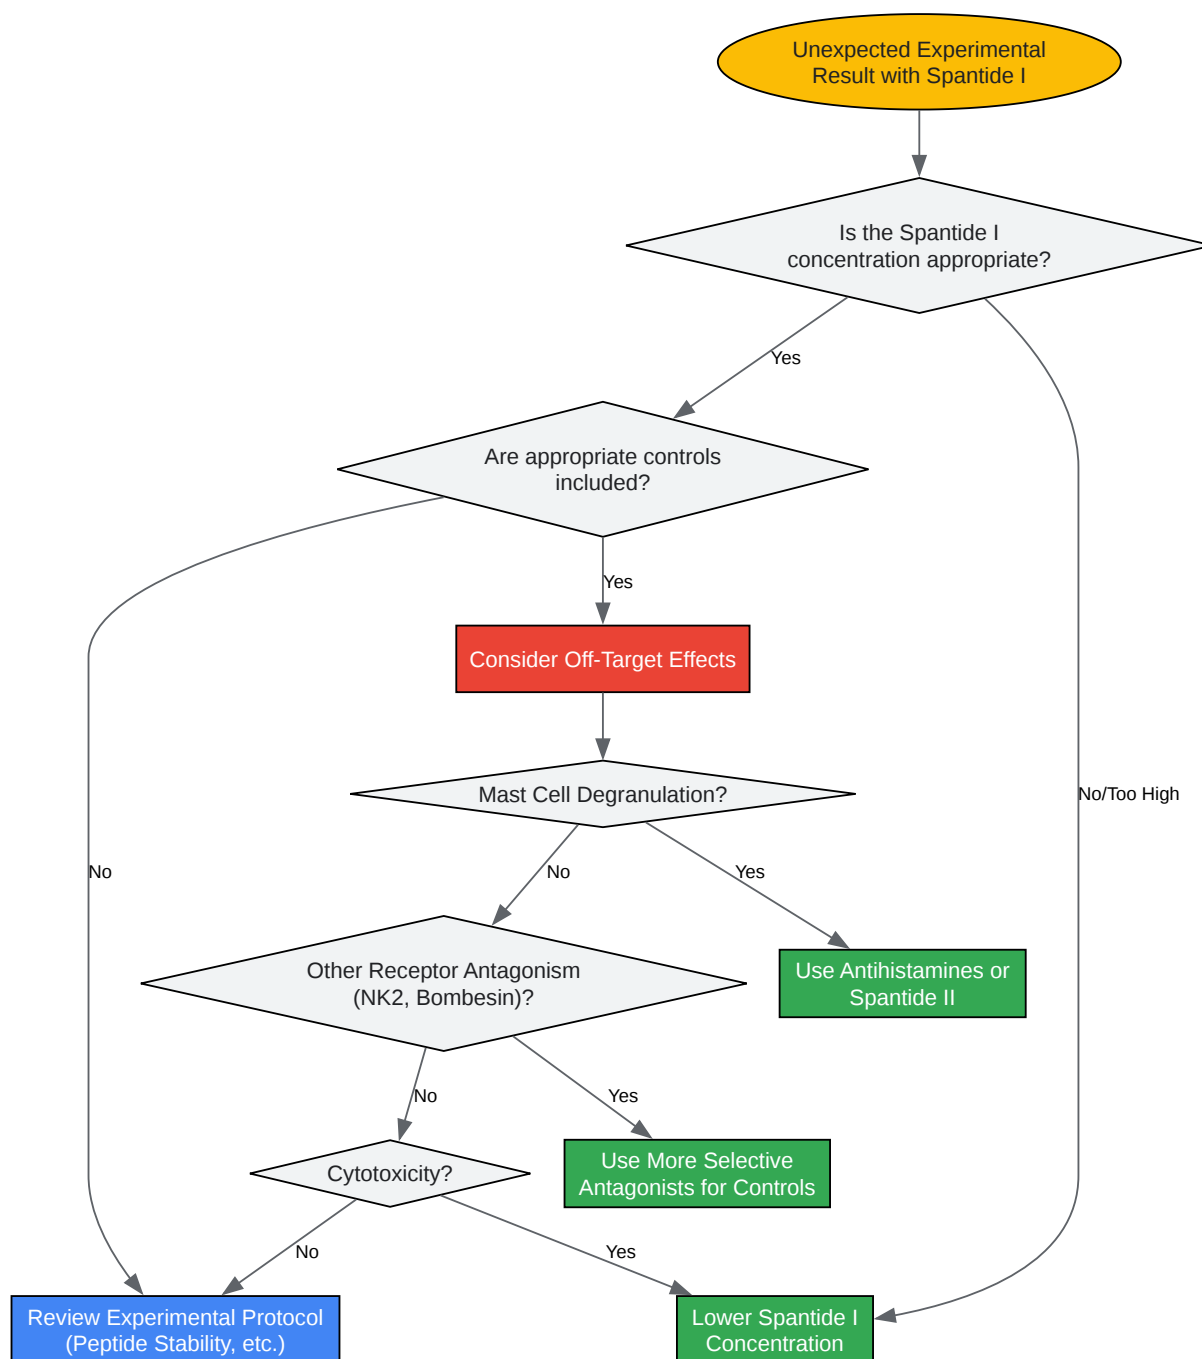 Unexpected Experimental
Result with Spantide I
Is the Spantide I
concentration appropriate?
Yes
Are appropriate controls
included?
Yes
Consider Off-Target Effects
Mast Cell Degranulation?
No/Too High
No
No
Yes
Use Antihistamines or
Spantide II
Other Receptor Antagonism
(NK2, Bombesin)?
No
Yes
Use More Selective
Antagonists for Controls
Cytotoxicity?
No
Yes
Review Experimental Protocol
(Peptide Stability, etc.)
Lower Spantide I
Concentration